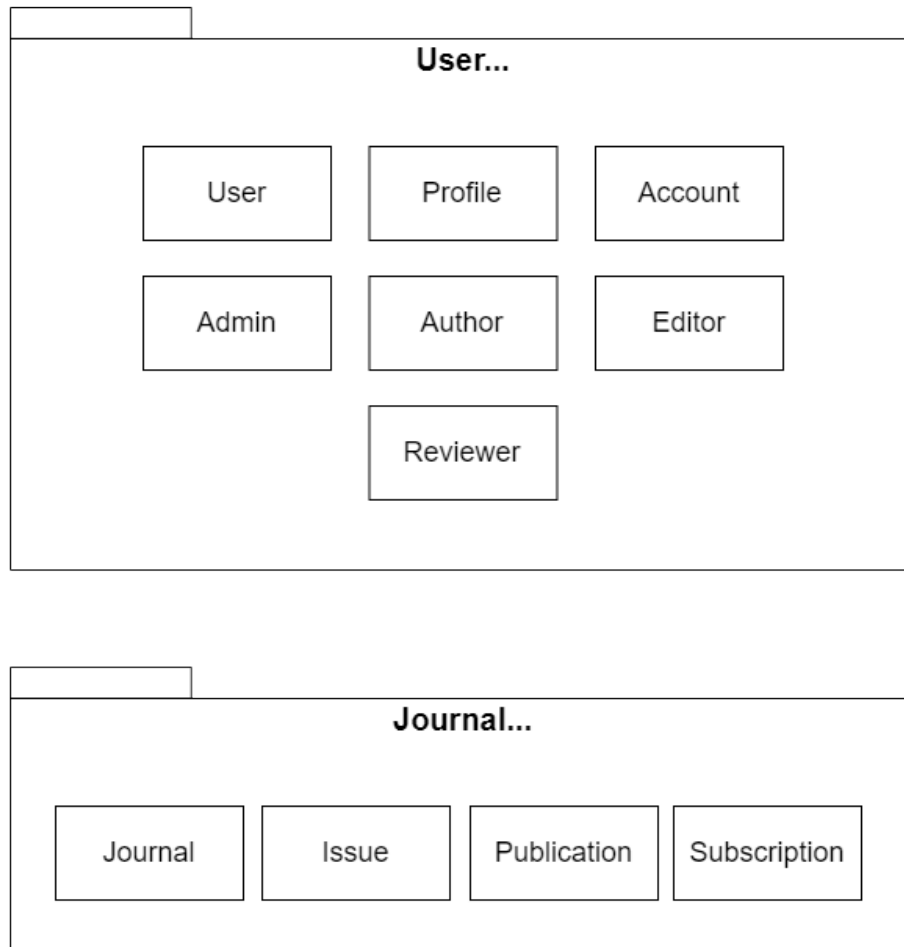 User...
User Profile Account
Admin Author Editor
Reviewer
Journal...
Journal Issue Publication Subscription